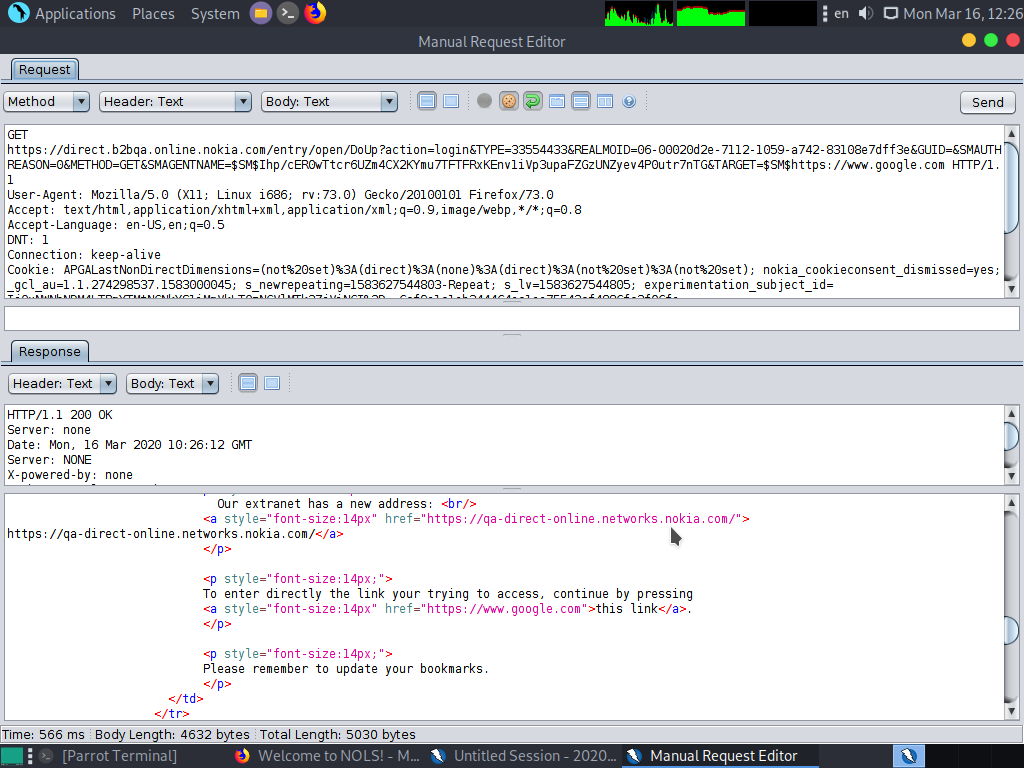 Applications Places System en Mon Mar 16, 12:26
Manual Request Editor
Request
Method Header: Text Body: Text Send
GET
https://direct.b2bqa.online.nokia.com/entry/open/DoUp?action=login&TYPE=33554433&REALMOID=06-00020d2e-7112-1059-a742-83108e7dff3e&GUID=&SMAUTH
REASON=0&METHOD=GET&SMAGENTNAME=$SM$Ihp/cER0wTtcr6UZm4CX2KYmu7TFTFRxKEnvliVp3upaFZGzUNZyev4P0utr7nTG&TARGET=$SM$https://www.google.com HTTP/1.
1
User-Agent: Mozilla/5.0 (X11; Linux i686; rv:73.0) Gecko/20100101 Firefox/73.0
Accept: text/html,application/xhtml+xml,application/xml;q=0.9,image/webp,*/*;q=0.8
Accept-Language: en-US,en;q=0.5
DNT: 1
Connection: keep-alive
Cookie: APGALastNonDirectDimensions=(not%20set)%3A(direct)%3A(none)%3A(direct)%3A(not%20set)%3A(not%20set); nokia_cookieconsent_dismissed=yes;
_gcl_au=1.1.274298537.1583000045; s_newrepeating=1583627544803-Repeat; s_lv=1583627544805; experimentation_subject_id=
Response
Header: Text Body: Text
HTTP/1.1 200 OK
Server: none
Date: Mon, 16 Mar 2020 10:26:12 GMT
Server: NONE
X-powered-by: none
Our extranet has a new address: <br/>
<a style="font-size:14px" href="https://qa-direct-online.networks.nokia.com/">
https://qa-direct-online.networks.nokia.com/</a>
</p>
<p style="font-size:14px;">
To enter directly the link your trying to access, continue by pressing
<a style="font-size:14px" href="https://www.google.com">this link</a>.
</p>
<p style="font-size:14px;">
Please remember to update your bookmarks.
</p>
</td>
</tr>
Time: 566 ms Body Length: 4632 bytes Total Length: 5030 bytes
[Parrot Terminal] Welcome to NOLS! - M... Untitled Session - 2020... Manual Request Editor